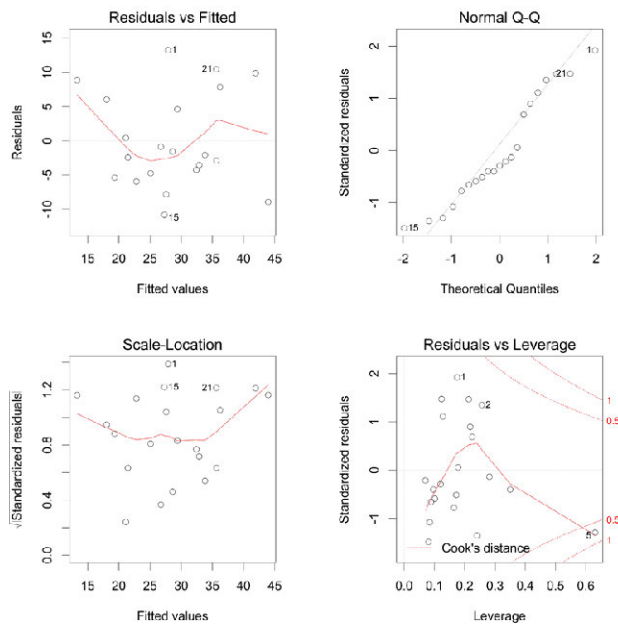 Residuals vs Fitted
Residuals
15
10
5
0
-5
-10
1
21
15
15 20 25 30 35 40 45
Fitted values
Normal Q-Q
Standardized residuals
2
1
0
-1
1
21
15
-2 -1 0 1 2
Theoretical Quantiles
Scale-Location
√|Standardized residuals
1.2
0.8
0.4
0.0
1
15
21
15 20 25 30 35 40 45
Fitted values
Residuals vs Leverage
Standardized residuals
2
1
0
-1
1
2
5
1
0.5
0.5
1
Cook's distance
0.0 0.1 0.2 0.3 0.4 0.5 0.6
Leverage